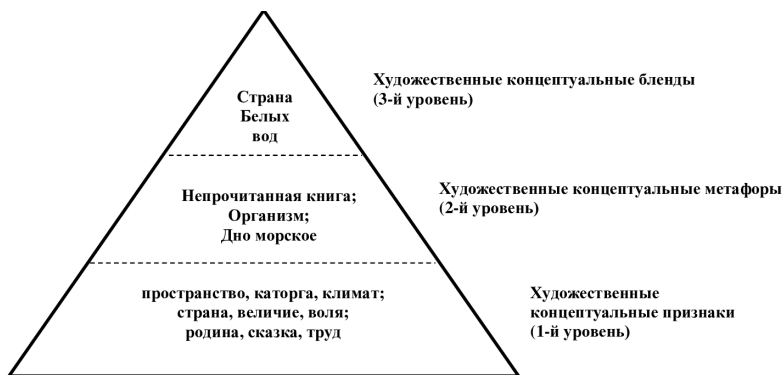 Страна
Белых
вод
Художественные концептуальные бленды
(3-й уровень)
Непрочитанная книга;
Организм;
Дно морское
Художественные концептуальные метафоры
(2-й уровень)
пространство, каторга, климат;
страна, величие, воля;
родина, сказка, труд
Художественные
концептуальные признаки
(1-й уровень)